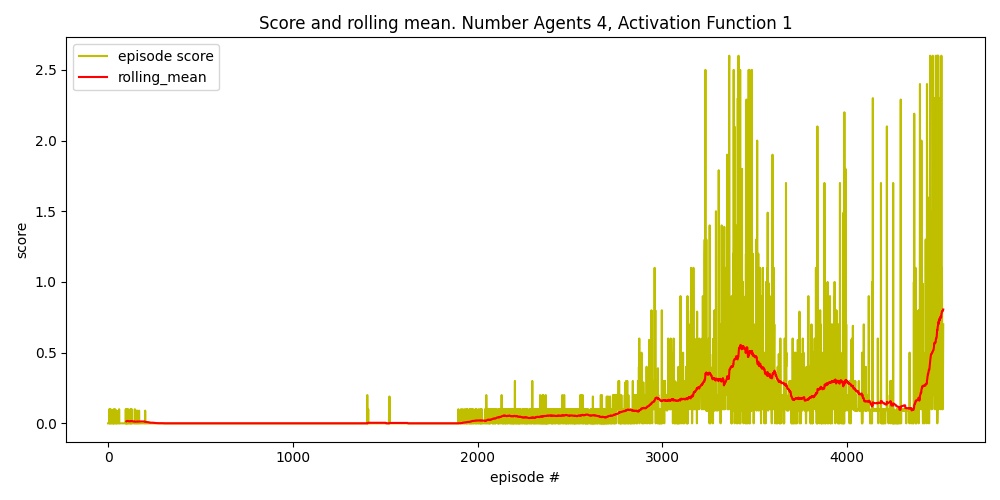 Score and rolling mean. Number Agents 4, Activation Function 1
episode score
rolling_mean
score
2.5
2.0
1.5
1.0
0.5
0.0
0 1000 2000 3000 4000
episode #